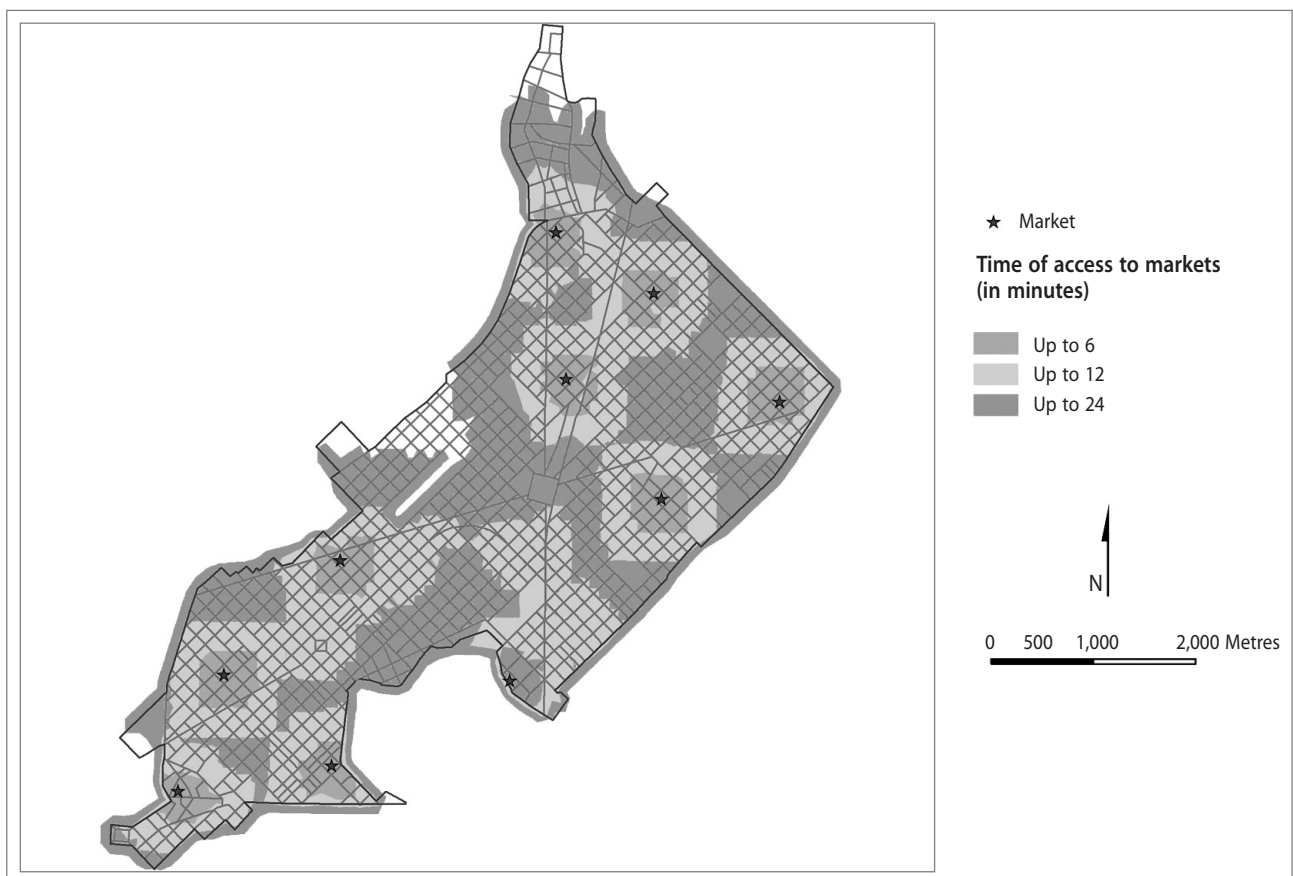 Market
Time of access to markets
(in minutes)
Up to 6
Up to 12
Up to 24
N
0 500 1,000 2,000 Metres